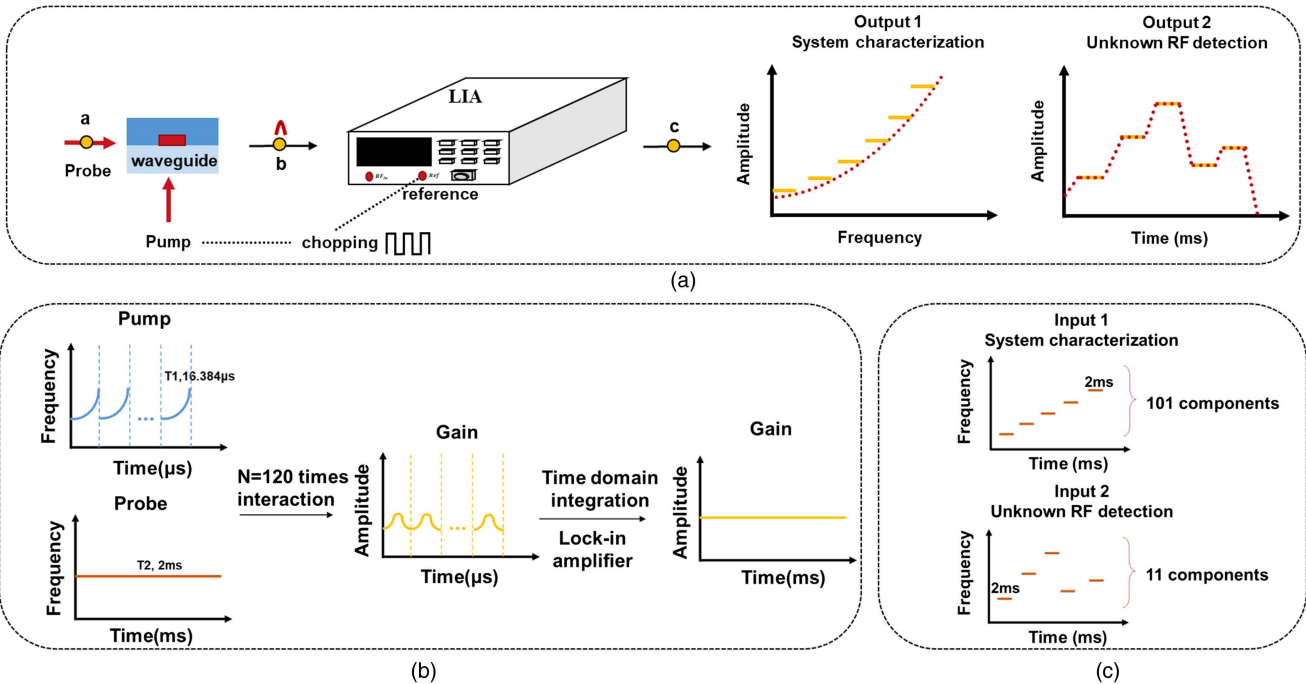 Output 1
System characterization
Output 2
Unknown RF detection
LIA
a
Probe
waveguide
b
RFin
Ref
reference
c
Pump
chopping
Amplitude
Frequency
Amplitude
Time (ms)
(a)
Pump
Frequency
T1,16.384μs
Time(μs)
Probe
Frequency
T2, 2ms
Time(ms)
N=120 times
interaction
Gain
Amplitude
Time(μs)
Time domain
integration
Lock-in
amplifier
Gain
Amplitude
Time(ms)
(b)
Input 1
System characterization
Frequency
2ms
101 components
Time (ms)
Input 2
Unknown RF detection
Frequency
2ms
11 components
Time (ms)
(c)